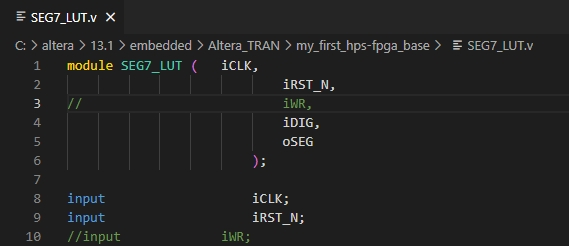 SEG7_LUT.v ×
C: > altera > 13.1 > embedded > Altera_TRAN > my_first_hps-fpga_base > SEG7_LUT.v
1 module SEG7_LUT ( iCLK,
2 iRST_N,
3 // iWR,
4 iDIG,
5 oSEG
6 );
7
8 input iCLK;
9 input iRST_N;
10 //input iWR;